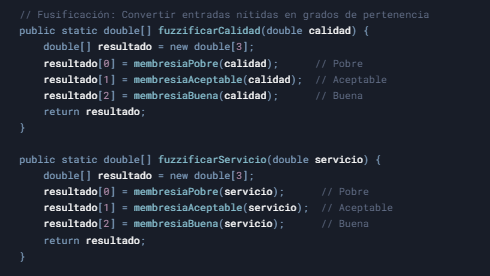 // Fusificación: Convertir entradas nítidas en grados de pertenencia
public static double[] fuzzificarCalidad(double calidad) {
    double[] resultado = new double[3];
    resultado[0] = membresiaPobre(calidad);      // Pobre
    resultado[1] = membresiaAceptable(calidad);  // Aceptable
    resultado[2] = membresiaBuena(calidad);      // Buena
    return resultado;
}

public static double[] fuzzificarServicio(double servicio) {
    double[] resultado = new double[3];
    resultado[0] = membresiaPobre(servicio);      // Pobre
    resultado[1] = membresiaAceptable(servicio);  // Aceptable
    resultado[2] = membresiaBuena(servicio);      // Buena
    return resultado;
}